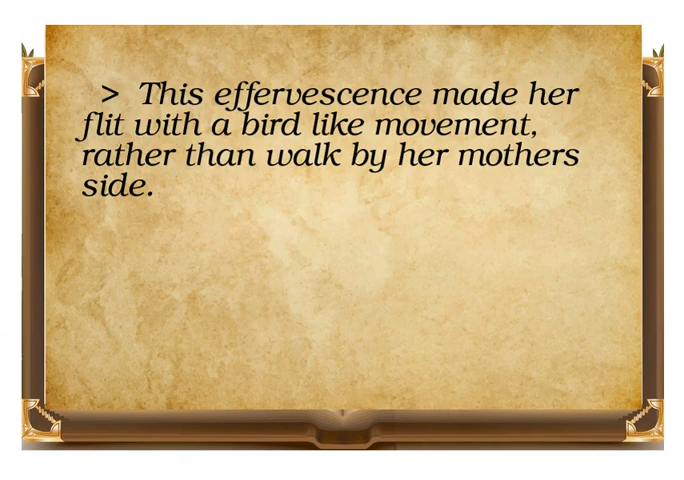 > This effervescence made her
flit with a bird like movement,
rather than walk by her mothers
side.